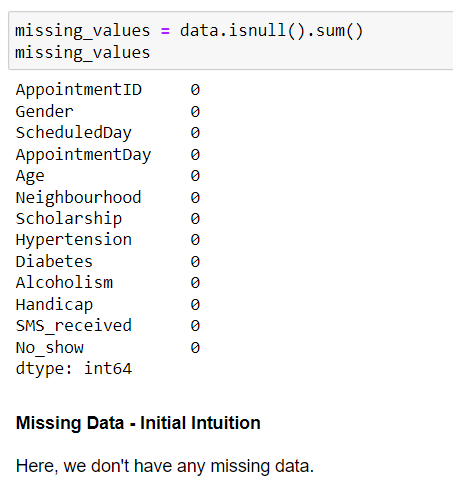 missing_values = data.isnull().sum()
missing_values
AppointmentID 0
Gender 0
ScheduledDay 0
AppointmentDay 0
Age 0
Neighbourhood 0
Scholarship 0
Hypertension 0
Diabetes 0
Alcoholism 0
Handicap 0
SMS_received 0
No_show 0
dtype: int64
Missing Data - Initial Intuition
Here, we don't have any missing data.